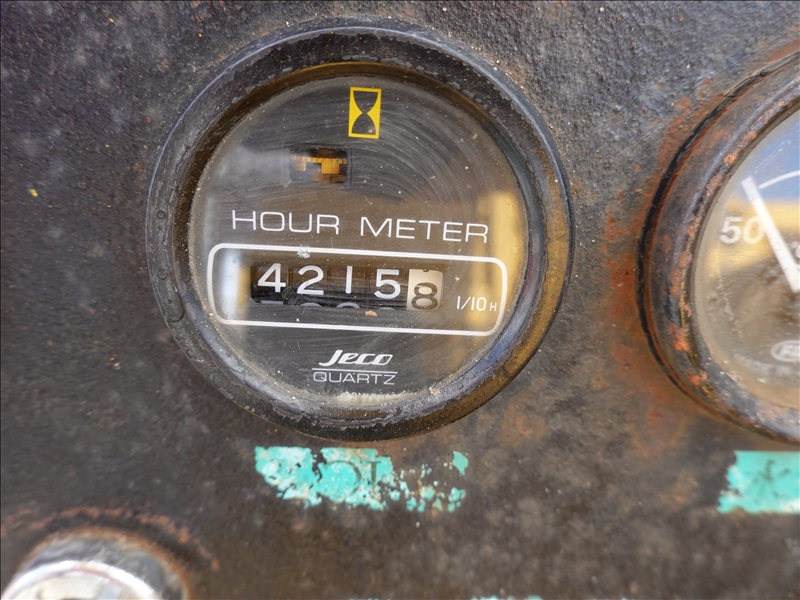 HOUR METER
42158 1/10 H
Jeco
QUARTZ
50